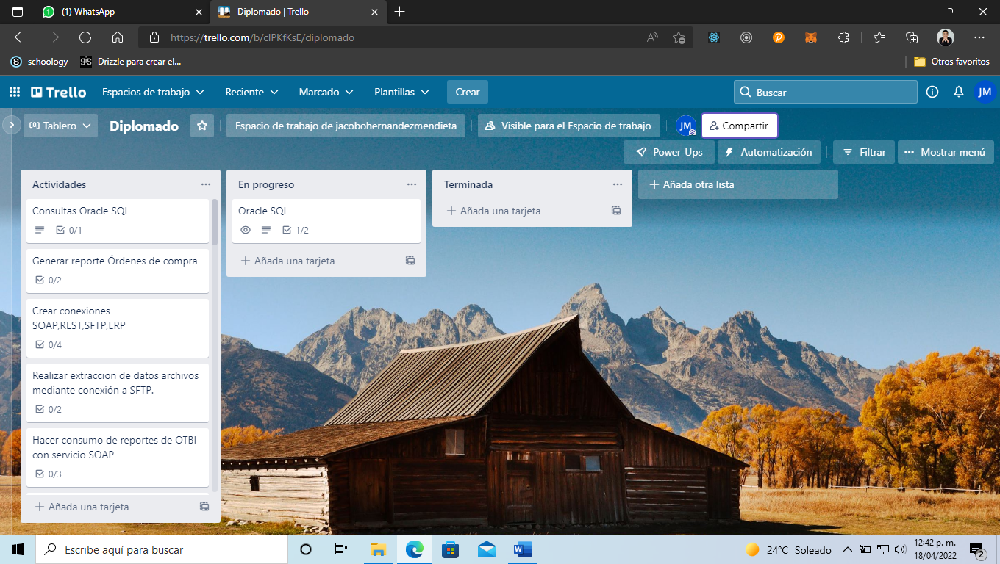 (1) WhatsApp
Diplomado | Trello
https://trello.com/b/cIPKfKsE/diplomado
schoology
gis
Drizzle para crear el...
Otros favoritos
Trello
Espacios de trabajo
Reciente
Marcado
Plantillas
Crear
Buscar
JM
Tablero
Diplomado
Espacio de trabajo de jacobohernandezmendieta
Visible para el Espacio de trabajo
JM
Compartir
Power-Ups
Automatización
Filtrar
Mostrar menú
Actividades
Consultas Oracle SQL
0/1
Generar reporte Órdenes de compra
0/2
Crear conexiones
SOAP,REST,SFTP,ERP
0/4
Realizar extraccion de datos archivos
mediante conexión a SFTP.
0/2
Hacer consumo de reportes de OTBI
con servicio SOAP
0/3
Añada una tarjeta
En progreso
Oracle SQL
1/2
Añada una tarjeta
Terminada
Añada una tarjeta
Añada otra lista
Escribe aquí para buscar
24°C Soleado
12:42 p. m.
18/04/2022
2